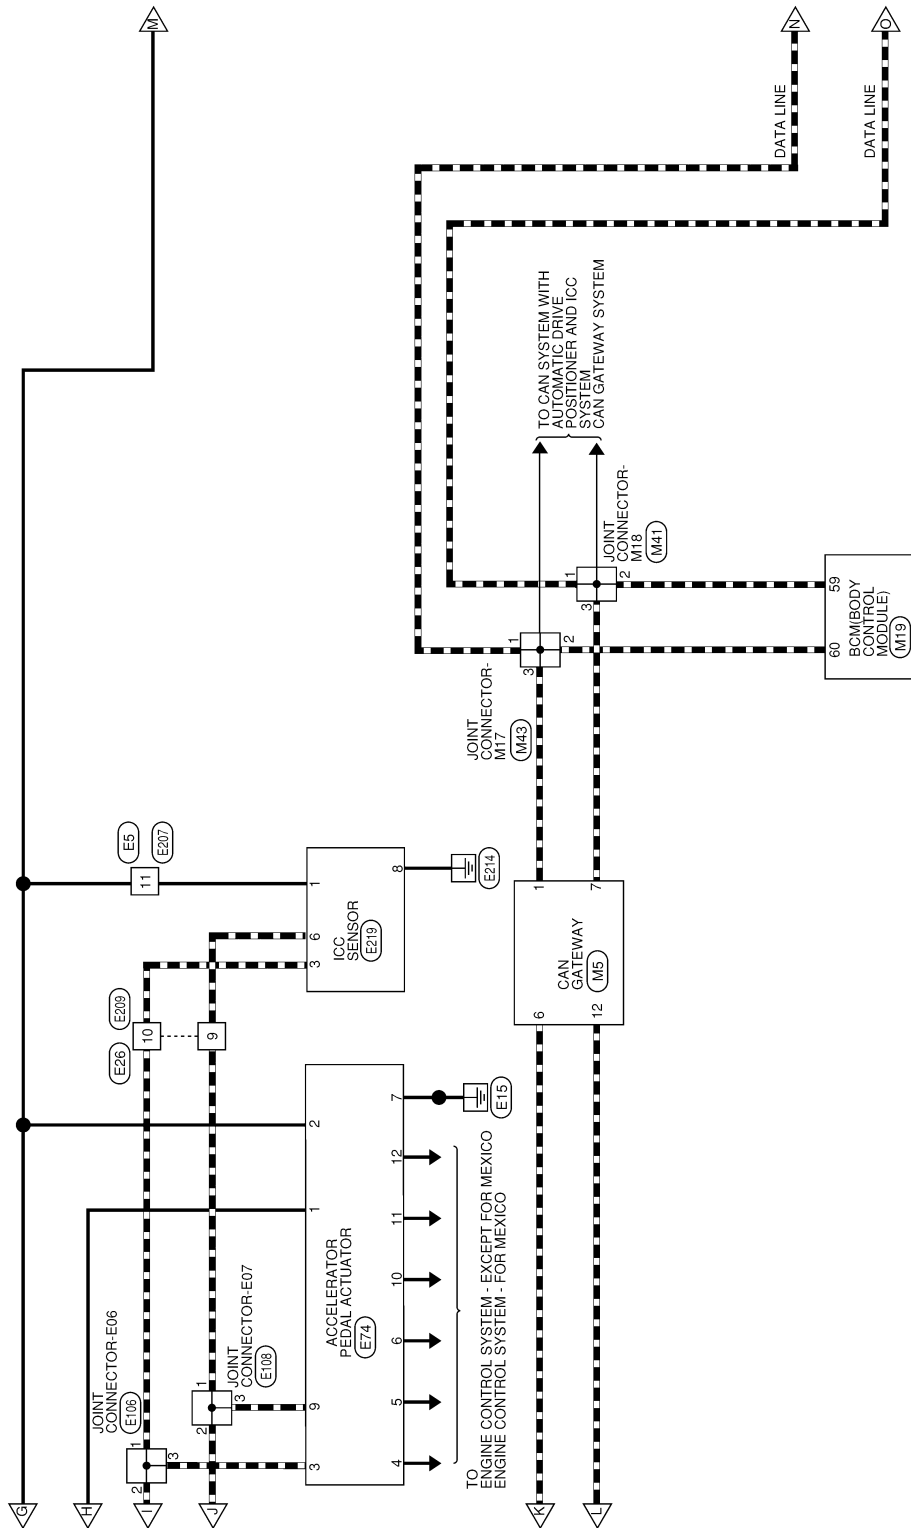 M
N
O
DATA LINE
DATA LINE
TO CAN SYSTEM WITH
AUTOMATIC DRIVE
POSITIONER AND ICC
SYSTEM
CAN GATEWAY SYSTEM
JOINT
CONNECTOR-
M18
M41
1
2
3
JOINT
CONNECTOR-
M17
M43
1
2
3
59
60
BCM(BODY
CONTROL
MODULE)
M19
E5
E207
11
1
8
6
3
ICC
SENSOR
E219
E214
1
7
CAN
GATEWAY
M5
6
12
E209
E26
10
9
2
1
7
E15
12
11
10
6
5
4
9
3
ACCELERATOR
PEDAL ACTUATOR
E74
TO
ENGINE CONTROL SYSTEM - EXCEPT FOR MEXICO
ENGINE CONTROL SYSTEM - FOR MEXICO
JOINT
CONNECTOR-E06
E106
1
2
3
JOINT
CONNECTOR-E07
E108
1
2
3
G
H
I
J
K
L